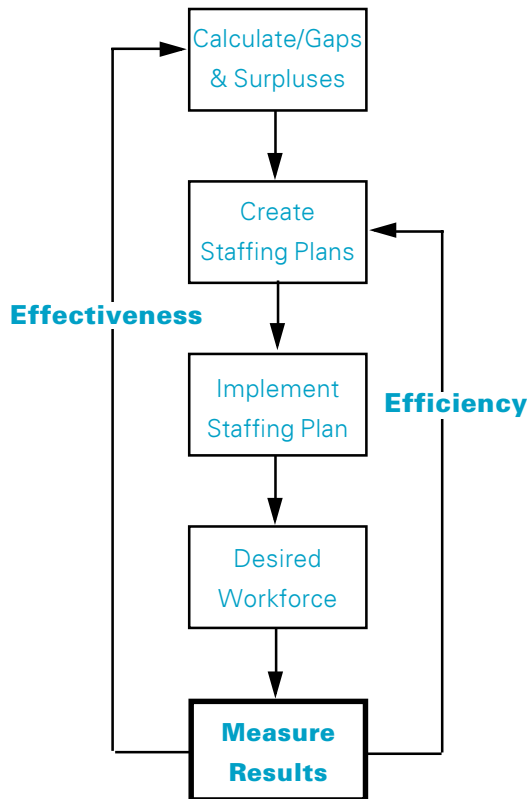 Calculate/Gaps
& Surpluses
Create
Staffing Plans
Effectiveness
Implement
Staffing Plan
Efficiency
Desired
Workforce
Measure
Results